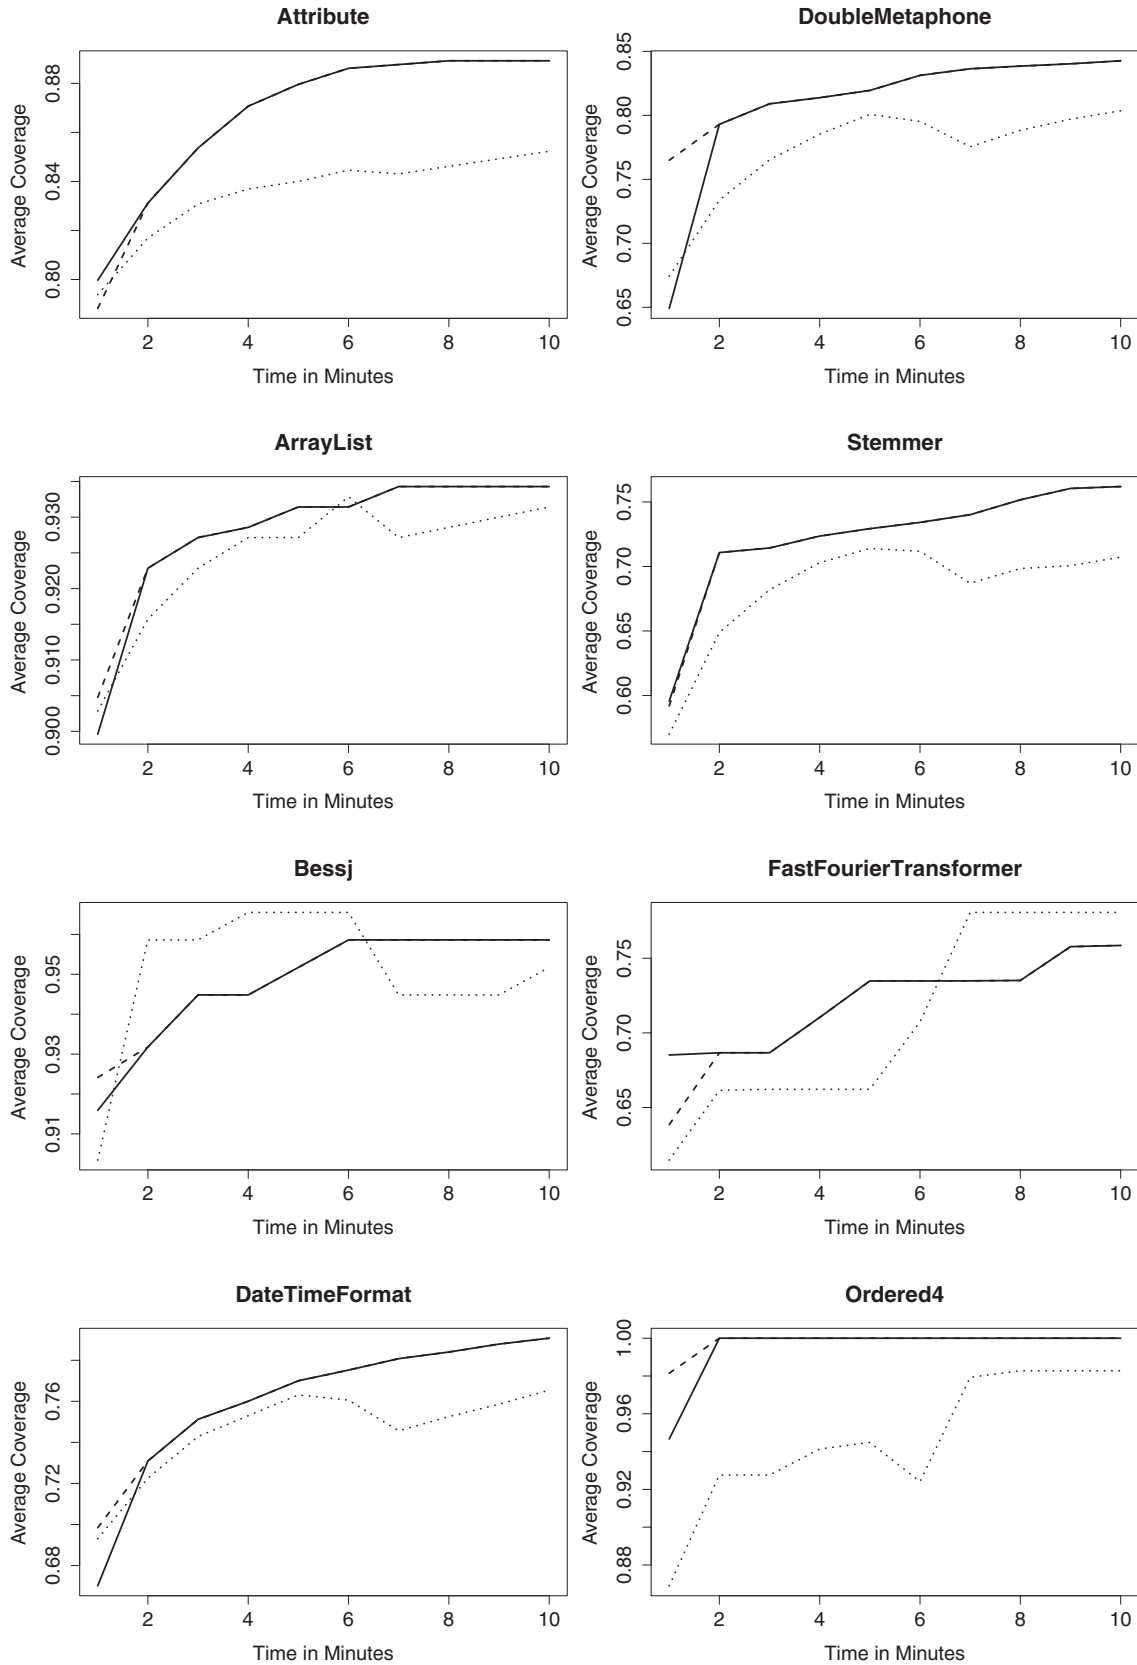 Attribute
Average Coverage
0.80 0.84 0.88
2 4 6 8 10
Time in Minutes
DoubleMetaphone
Average Coverage
0.65 0.70 0.75 0.80 0.85
2 4 6 8 10
Time in Minutes
ArrayList
Average Coverage
0.900 0.910 0.920 0.930
2 4 6 8 10
Time in Minutes
Stemmer
Average Coverage
0.60 0.65 0.70 0.75
2 4 6 8 10
Time in Minutes
Bessj
Average Coverage
0.91 0.93 0.95
2 4 6 8 10
Time in Minutes
FastFourierTransformer
Average Coverage
0.65 0.70 0.75
2 4 6 8 10
Time in Minutes
DateTimeFormat
Average Coverage
0.68 0.72 0.76
2 4 6 8 10
Time in Minutes
Ordered4
Average Coverage
0.88 0.92 0.96 1.00
2 4 6 8 10
Time in Minutes